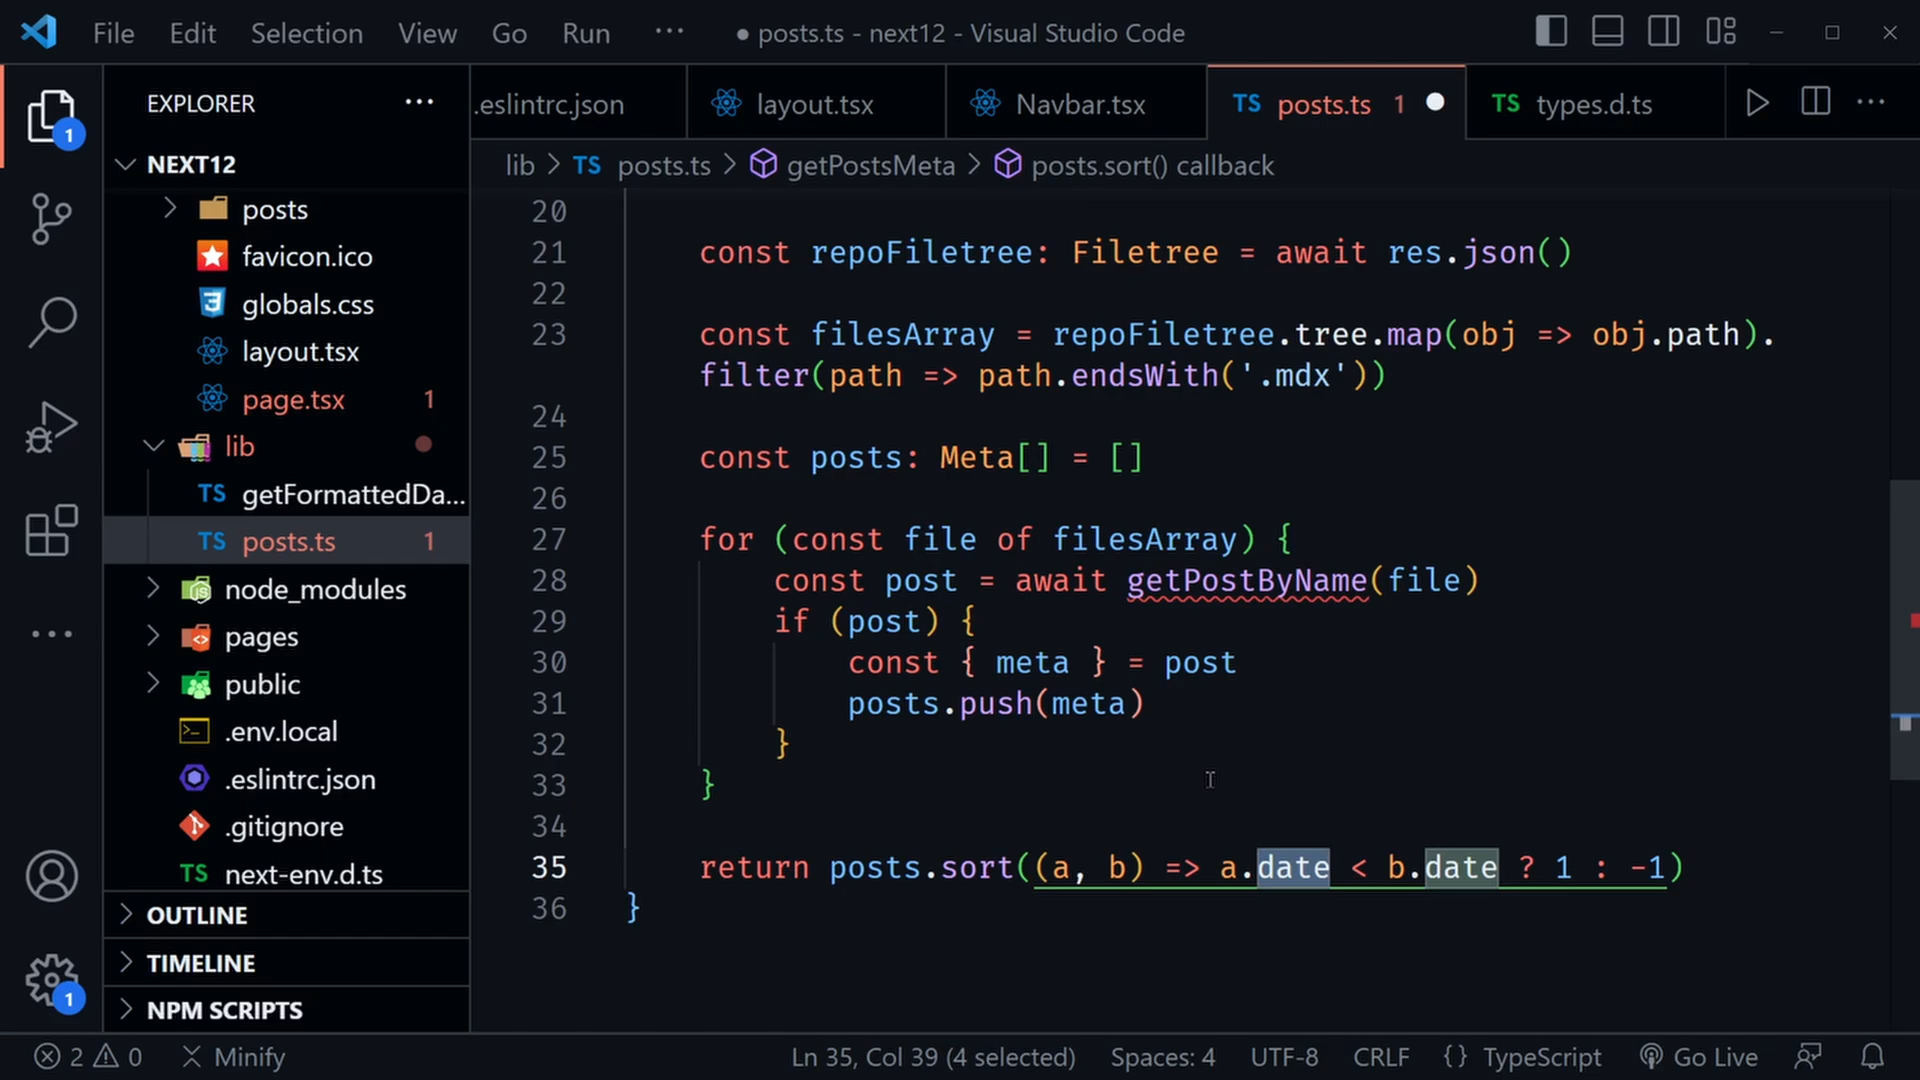 File Edit Selection View Go Run ··· ● posts.ts - next12 - Visual Studio Code
EXPLORER ···
.eslintrc.json layout.tsx Navbar.tsx TS posts.ts 1 TS types.d.ts ···
1
NEXT12
lib > TS posts.ts > getPostsMeta > posts.sort() callback
posts
favicon.ico
globals.css
layout.tsx
page.tsx 1
lib
TS getFormattedDa...
TS posts.ts 1
node_modules
pages
public
.env.local
.eslintrc.json
.gitignore
TS next-env.d.ts
OUTLINE
TIMELINE
NPM SCRIPTS
1
20
21 const repoFiletree: Filetree = await res.json()
22
23 const filesArray = repoFiletree.tree.map(obj => obj.path).
filter(path => path.endsWith('.mdx'))
24
25 const posts: Meta[] = []
26
27 for (const file of filesArray) {
28 const post = await getPostByName(file)
29 if (post) {
30 const { meta } = post
31 posts.push(meta)
32 }
33 }
34
35 return posts.sort((a, b) => a.date < b.date ? 1 : -1)
36 }
2 0 Minify Ln 35, Col 39 (4 selected) Spaces: 4 UTF-8 CRLF {} TypeScript Go Live